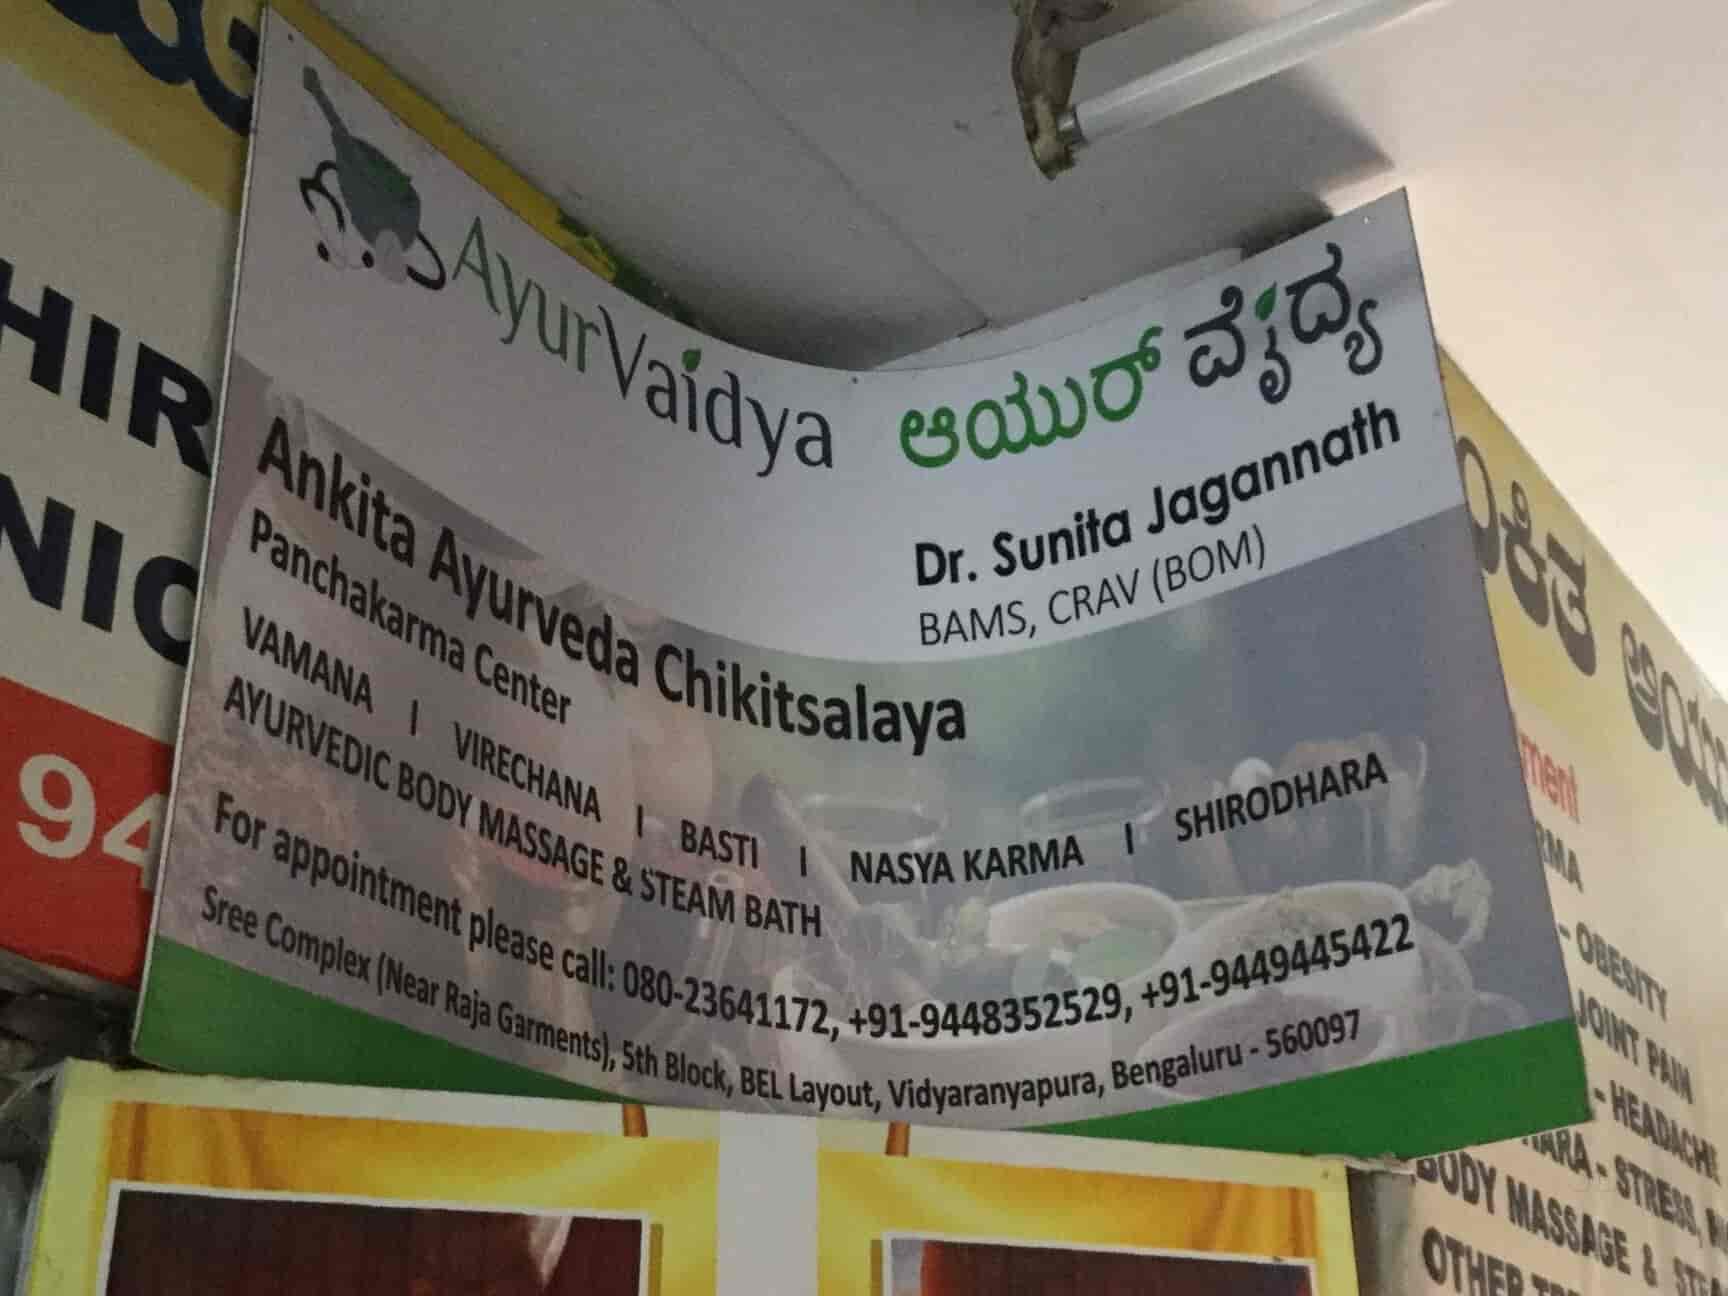 AyurVaidya ಆಯುರ್ ವೈದ್ಯ
Dr. Sunita Jagannath
BAMS, CRAV (BOM)
Ankita Ayurveda Chikitsalaya
Panchakarma Center
VAMANA | VIRECHANA | BASTI | NASYA KARMA | SHIRODHARA
AYURVEDIC BODY MASSAGE & STEAM BATH
For appointment please call: 080-23641172, +91-9448352529, +91-9449445422
Sree Complex (Near Raja Garments), 5th Block, BEL Layout, Vidyaranyapura, Bengaluru - 560097
94
- OBESITY
JOINT PAIN
- HEADACHE
- STRESS,
BODY MASSAGE &
OTHER